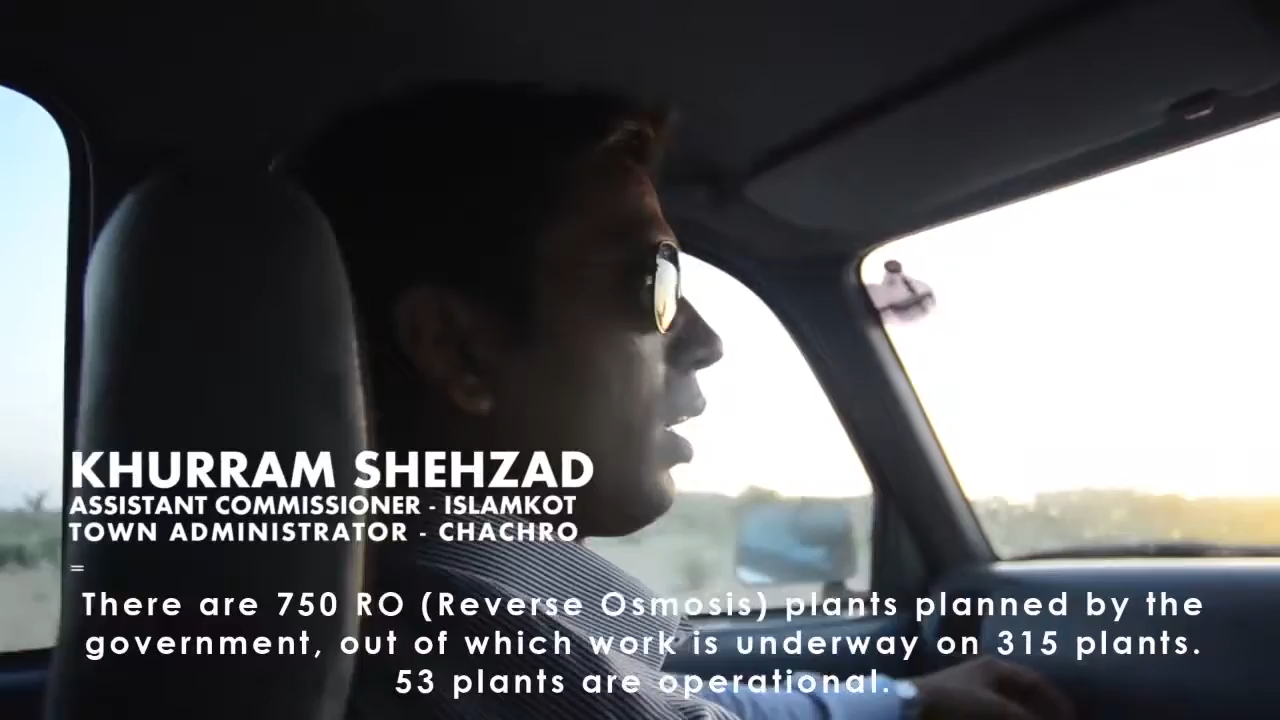 KHURRAM SHEHZAD
ASSISTANT COMMISSIONER - ISLAMKOT
TOWN ADMINISTRATOR - CHACHRO
=
There are 750 RO (Reverse Osmosis) plants planned by the
government, out of which work is underway on 315 plants.
53 plants are operational.